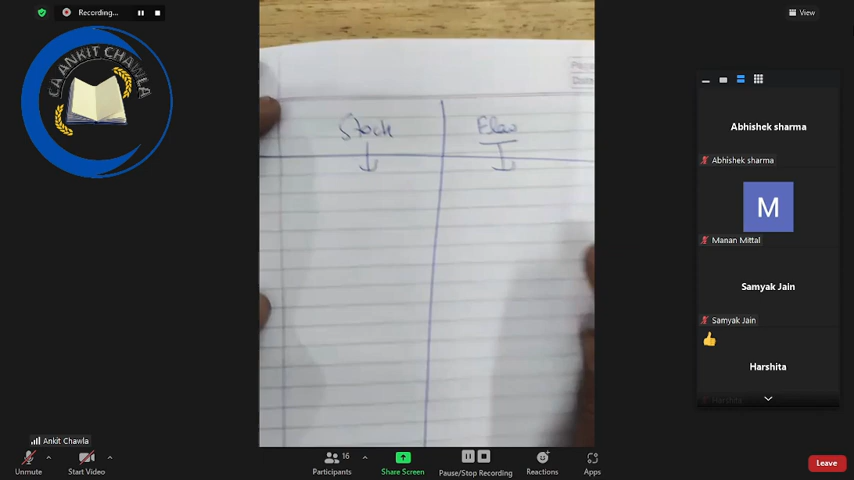 Recording...
View
CA ANKIT CHAWLA
Stock
Abhishek sharma
Abhishek sharma
M
Manan Mittal
Samyak Jain
Samyak Jain
Harshita
Harshita
Ankit Chawla
Unmute
Start Video
16
Participants
Share Screen
Pause/Stop Recording
Reactions
Apps
Leave